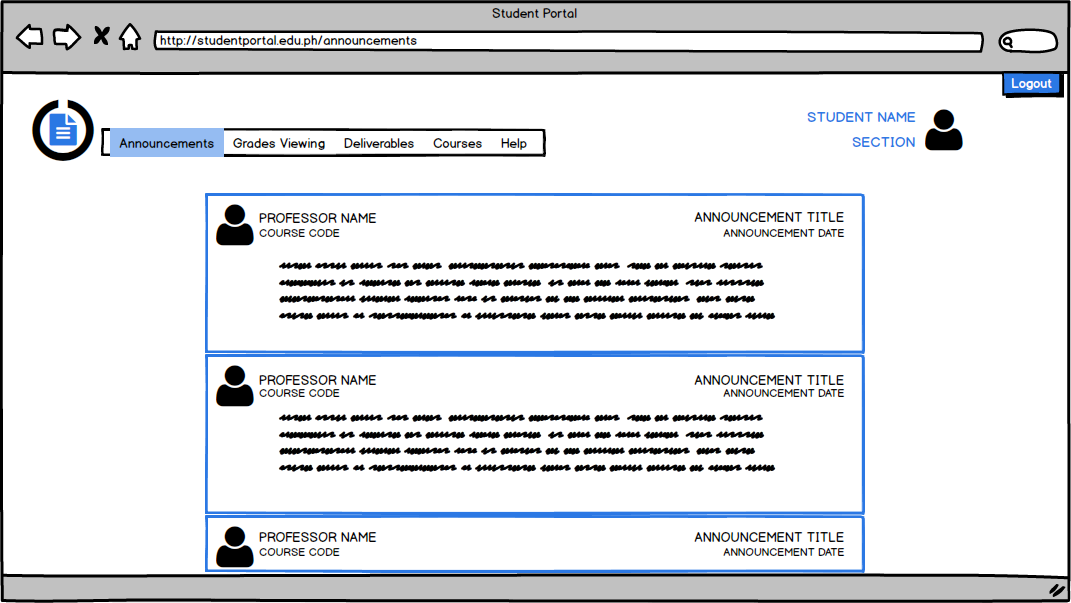 Student Portal
http://studentportal.edu.ph/announcements
Logout
STUDENT NAME
SECTION
Announcements Grades Viewing Deliverables Courses Help
PROFESSOR NAME
COURSE CODE
ANNOUNCEMENT TITLE
ANNOUNCEMENT DATE
PROFESSOR NAME
COURSE CODE
ANNOUNCEMENT TITLE
ANNOUNCEMENT DATE
PROFESSOR NAME
COURSE CODE
ANNOUNCEMENT TITLE
ANNOUNCEMENT DATE